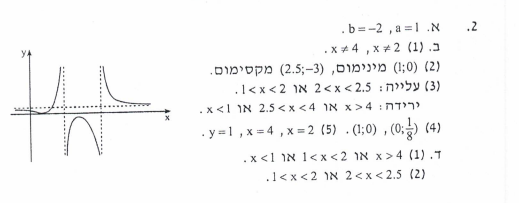 2. א. a = 1 , b = −2 .
ב. (1) x ≠ 2 , x ≠ 4 .
(2) (1;0) מינימום, (2.5;−3) מקסימום.
(3) עלייה: 2 < x < 2.5 או 1 < x < 2 .
ירידה: x > 4 או 2.5 < x < 4 או x < 1 .
(4) (0;1/8) , (1;0) . (5) x = 2 , x = 4 , y = 1 .
ד. (1) x > 4 או 1 < x < 2 או x < 1 .
(2) 2 < x < 2.5 או 1 < x < 2 .
y
x